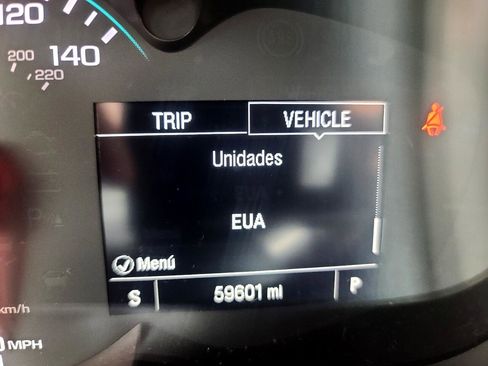 120
140
200
220
TRIP VEHICLE
Unidades
EUA
Menú
S 59601 mi P
km/h
MPH